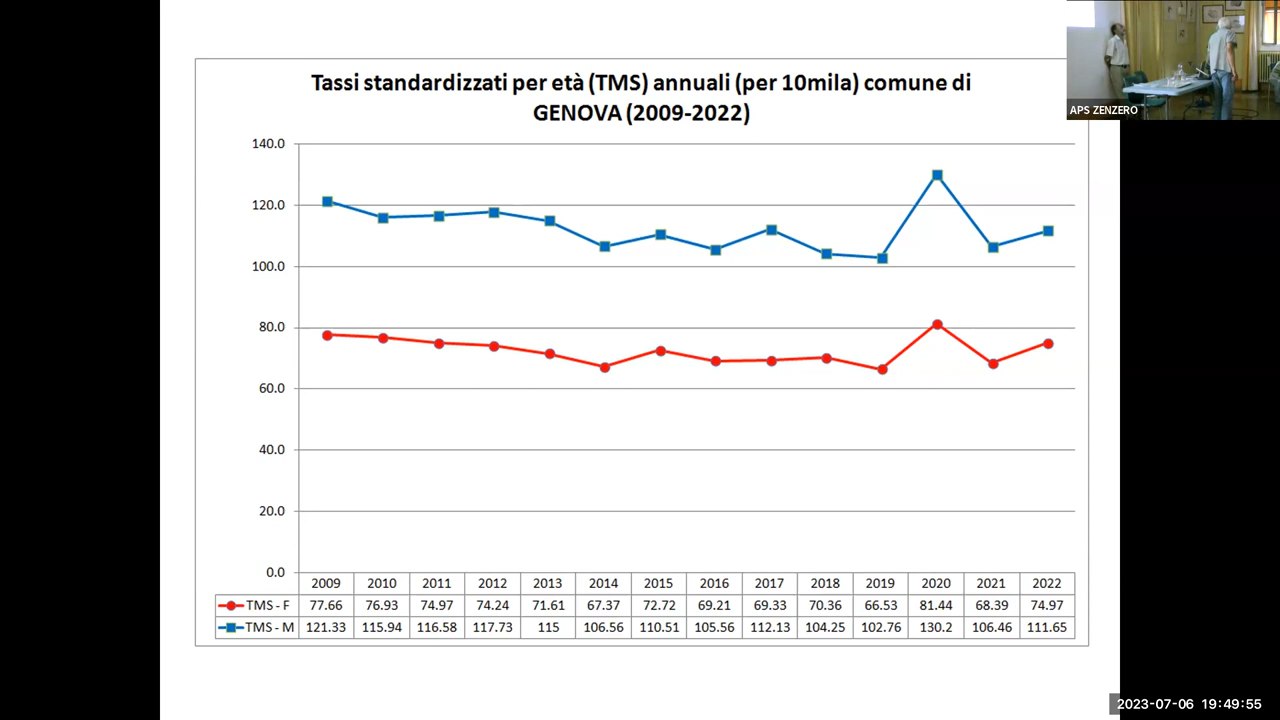 Tassi standardizzati per età (TMS) annuali (per 10mila) comune di
GENOVA (2009-2022)
APS ZENZERO
140.0
120.0
100.0
80.0
60.0
40.0
20.0
0.0
2009 2010 2011 2012 2013 2014 2015 2016 2017 2018 2019 2020 2021 2022
TMS - F 77.66 76.93 74.97 74.24 71.61 67.37 72.72 69.21 69.33 70.36 66.53 81.44 68.39 74.97
TMS - M 121.33 115.94 116.58 117.73 115 106.56 110.51 105.56 112.13 104.25 102.76 130.2 106.46 111.65
2023-07-06 19:49:55